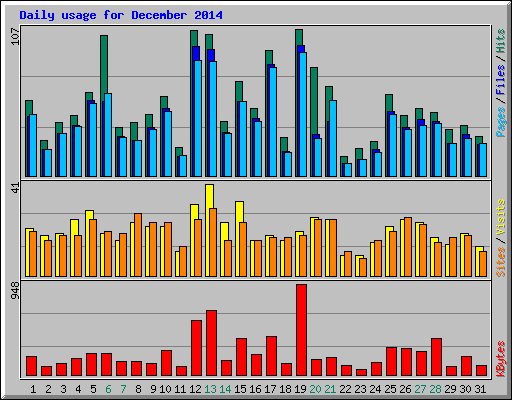 Daily usage for December 2014
107
Pages / Files / Hits
41
Sites / Visits
948
KBytes
1 2 3 4 5 6 7 8 9 10 11 12 13 14 15 16 17 18 19 20 21 22 23 24 25 26 27 28 29 30 31